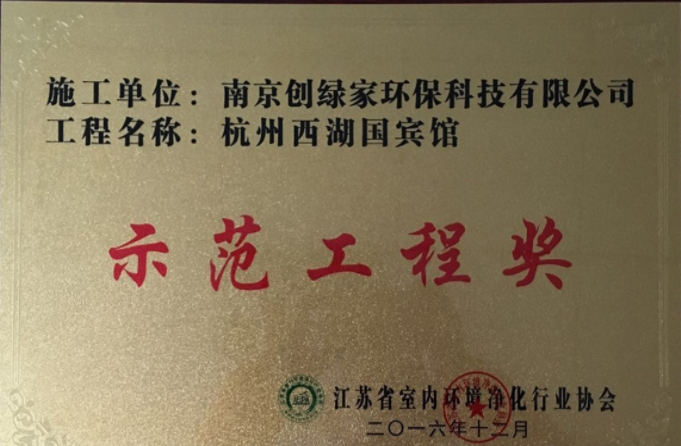 施工单位：南京创绿家环保科技有限公司
工程名称：杭州西湖国宾馆
示范工程奖
江苏省室内环境净化行业协会
二〇一六年十二月